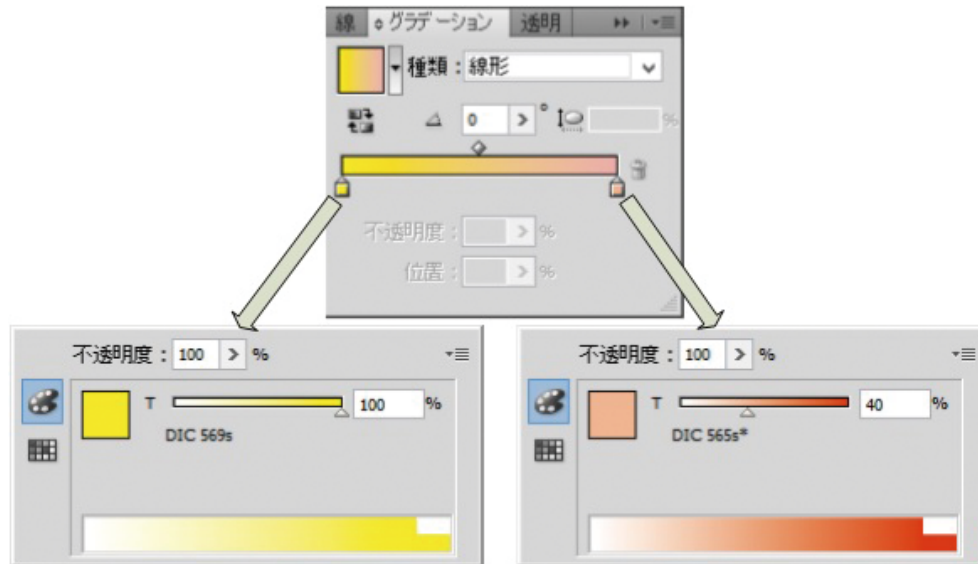 線 グラデーション 透明
種類：線形
0 ° %
不透明度： %
位置： %
不透明度：100 %
T 100 %
DIC 569s
不透明度：100 %
T 40 %
DIC 565s*